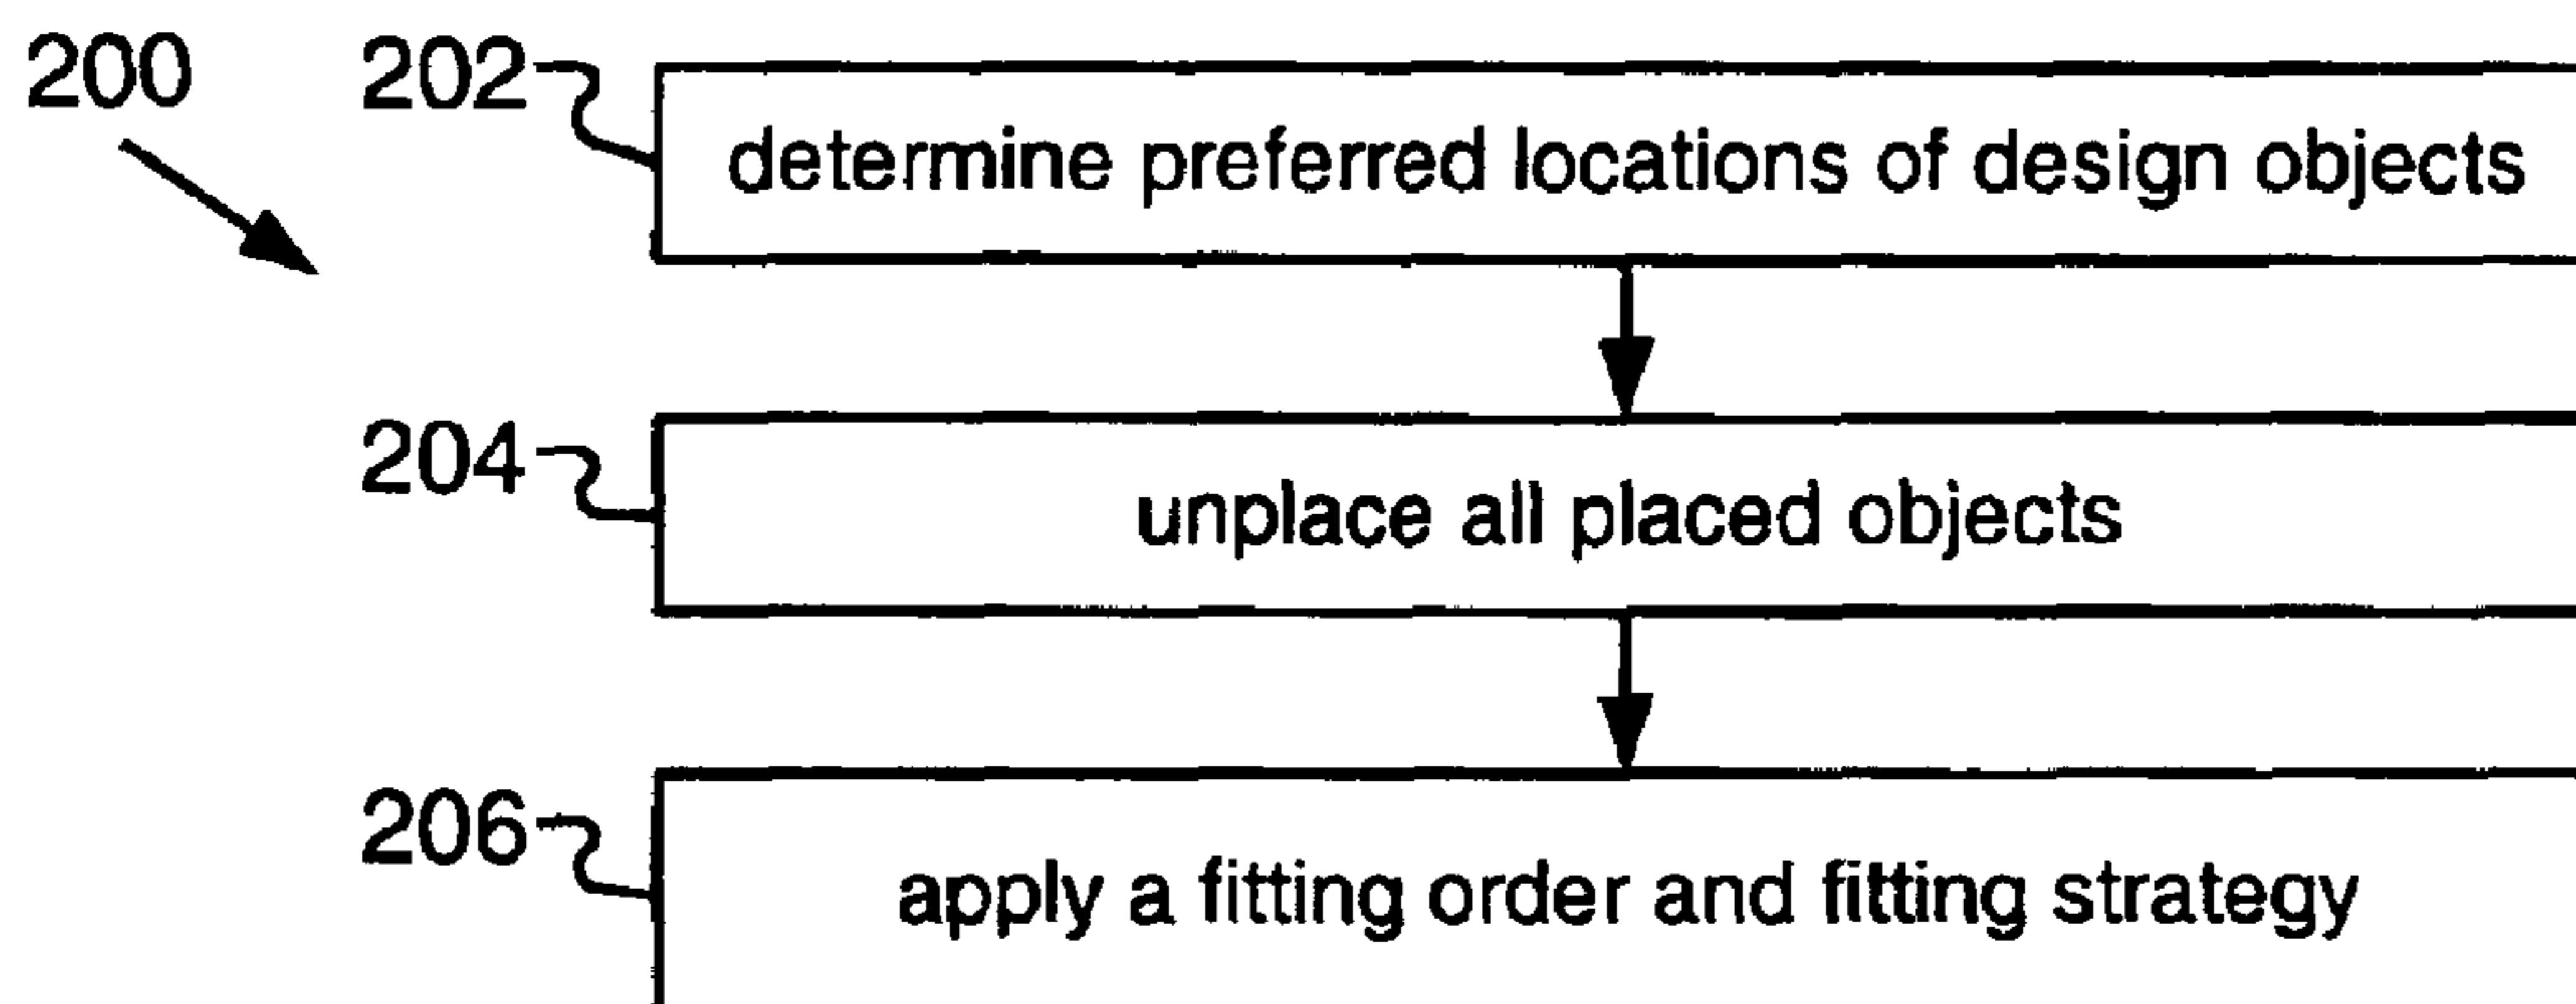 200
202 determine preferred locations of design objects
204 unplace all placed objects
206 apply a fitting order and fitting strategy